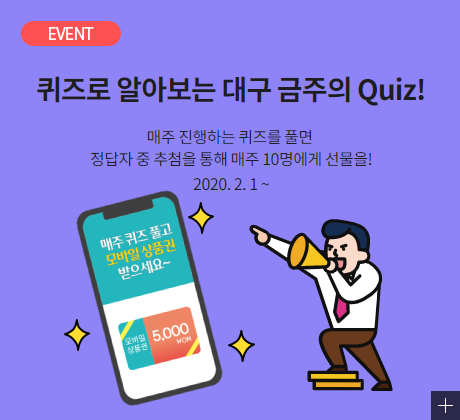 EVENT
퀴즈로 알아보는 대구 금주의 Quiz!
매주 진행하는 퀴즈를 풀면
정답자 중 추첨을 통해 매주 10명에게 선물을!
2020. 2. 1 ~
매주 퀴즈 풀고
모바일 상품권
받으세요~
모바일
상품권
5,000
WON